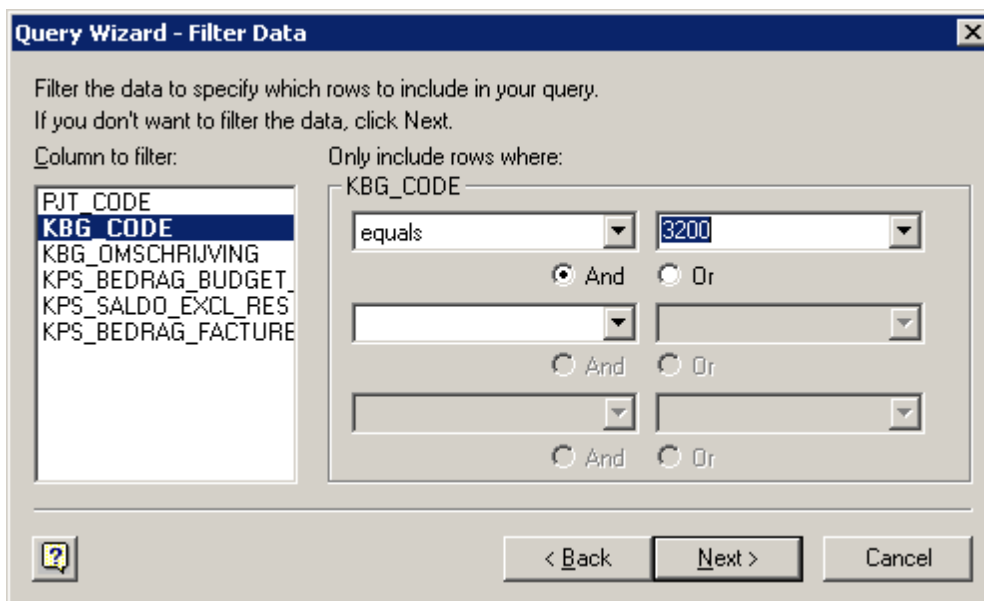 Query Wizard - Filter Data
Filter the data to specify which rows to include in your query.
If you don't want to filter the data, click Next.
Column to filter:
Only include rows where:
PJT_CODE
KBG_CODE
KBG_OMSCHRIJVING
KPS_BEDRAG_BUDGET_
KPS_SALDO_EXCL_RES
KPS_BEDRAG_FACTURE
KBG_CODE
equals 3200
And Or
And Or
And Or
< Back Next > Cancel